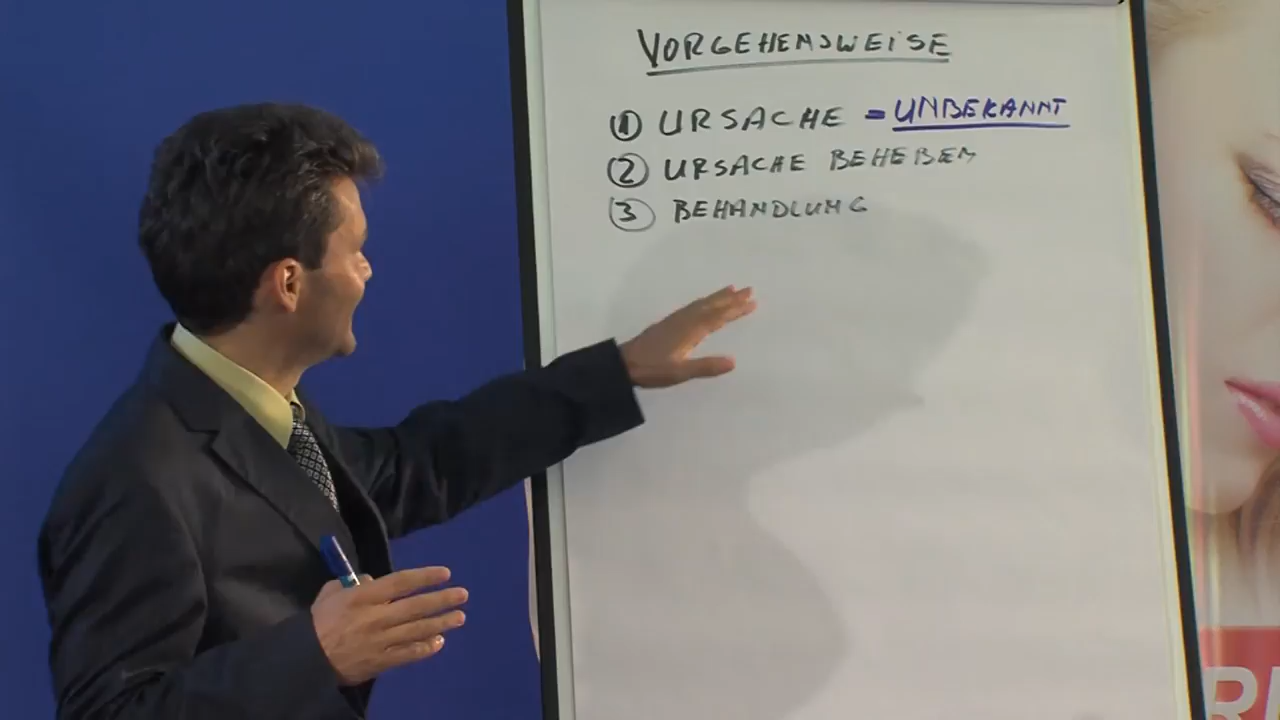 VORGEHENSWEISE
① URSACHE = UNBEKANNT
② URSACHE BEHEBEN
③ BEHANDLUNG